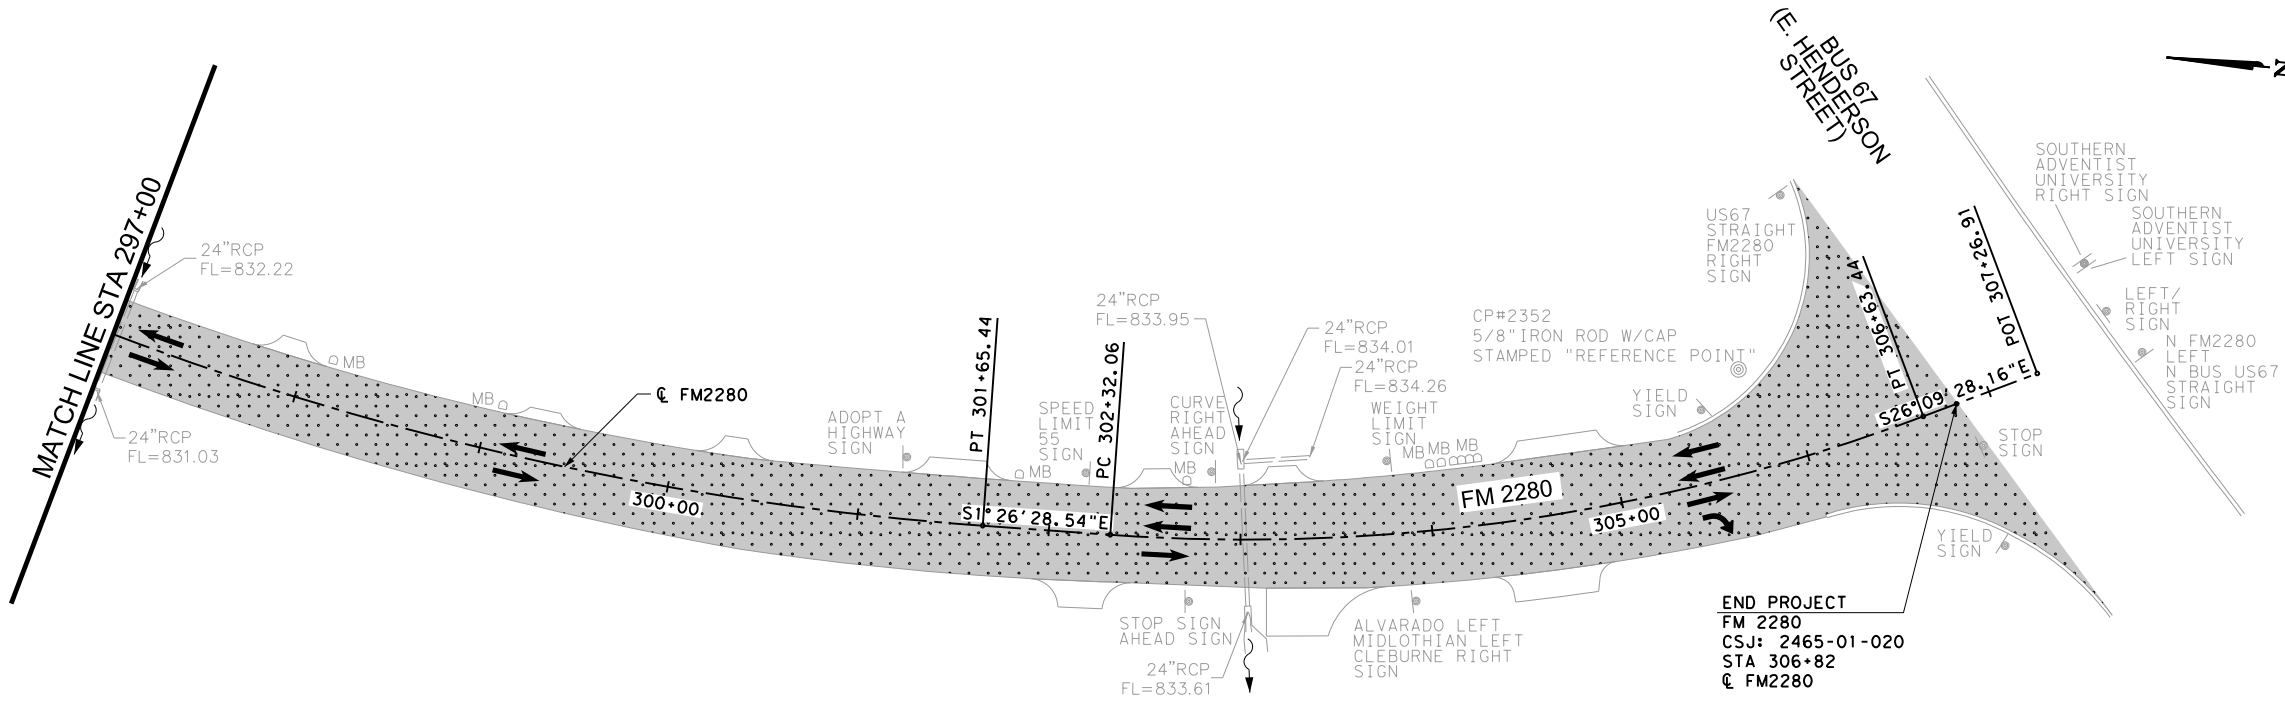 MATCH LINE STA 297+00
24"RCP
FL=832.22
24"RCP
FL=831.03
MB
MB
℄ FM2280
300+00
ADOPT A
HIGHWAY
SIGN
PT 301+65.44
S1°26'28.54"E
PC 302+32.06
MB
SPEED
LIMIT
55
SIGN
CURVE
RIGHT
AHEAD
SIGN
MB
24"RCP
FL=833.95
24"RCP
FL=834.01
24"RCP
FL=834.26
WEIGHT
LIMIT
SIGN
MB
MB
MB
STOP SIGN
AHEAD SIGN
24"RCP
FL=833.61
ALVARADO LEFT
MIDLOTHIAN LEFT
CLEBURNE RIGHT
SIGN
CP#2352
5/8"IRON ROD W/CAP
STAMPED "REFERENCE POINT"
FM 2280
305+00
YIELD
SIGN
US67
STRAIGHT
FM2280
RIGHT
SIGN
BUS 67
(E. HENDERSON
STREET)
PT 306+63.44
S26°09'28.16"E
POT 307+26.91
STOP
SIGN
YIELD
SIGN
END PROJECT
FM 2280
CSJ: 2465-01-020
STA 306+82
℄ FM2280
SOUTHERN
ADVENTIST
UNIVERSITY
RIGHT SIGN
SOUTHERN
ADVENTIST
UNIVERSITY
LEFT SIGN
LEFT/
RIGHT
SIGN
N FM2280
LEFT
N BUS US67
STRAIGHT
SIGN
N